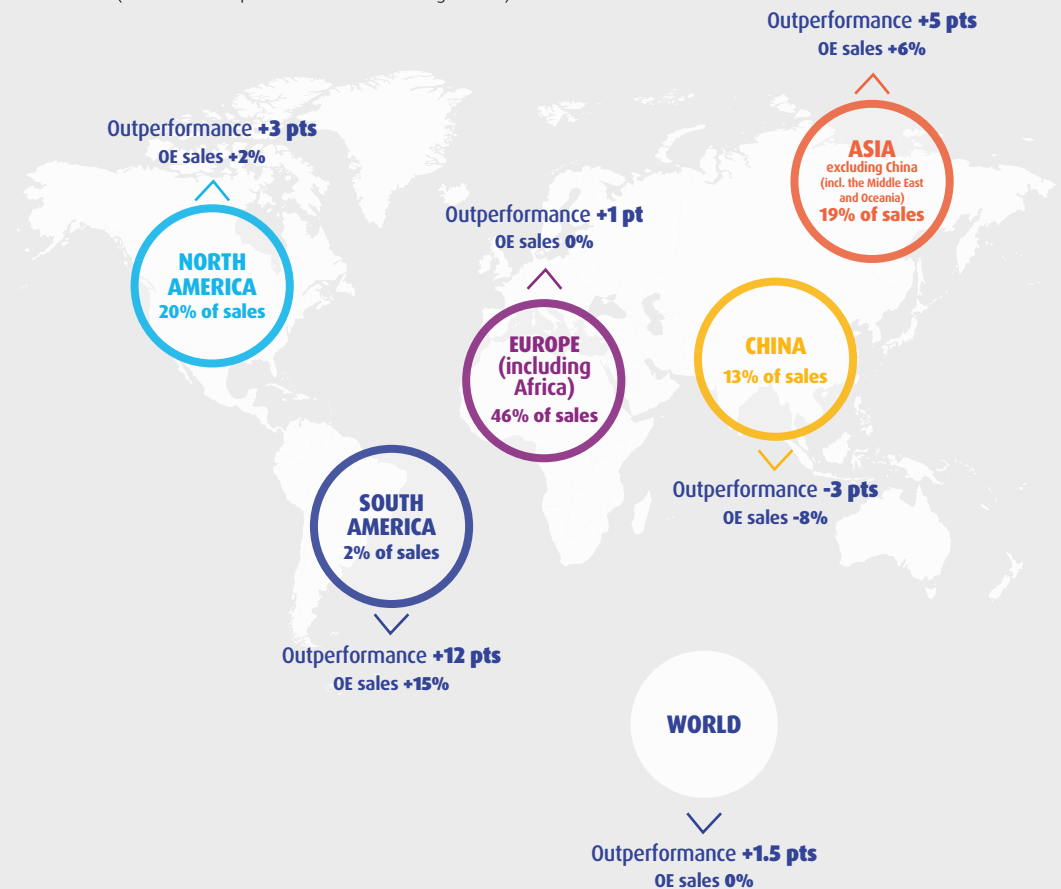 Outperformance +5 pts
OE sales +6%
Outperformance +3 pts
OE sales +2%
ASIA
excluding China
(incl. the Middle East
and Oceania)
19% of sales
Outperformance +1 pt
OE sales 0%
NORTH
AMERICA
20% of sales
EUROPE
(including
Africa)
46% of sales
CHINA
13% of sales
Outperformance -3 pts
OE sales -8%
SOUTH
AMERICA
2% of sales
Outperformance +12 pts
OE sales +15%
WORLD
Outperformance +1.5 pts
OE sales 0%